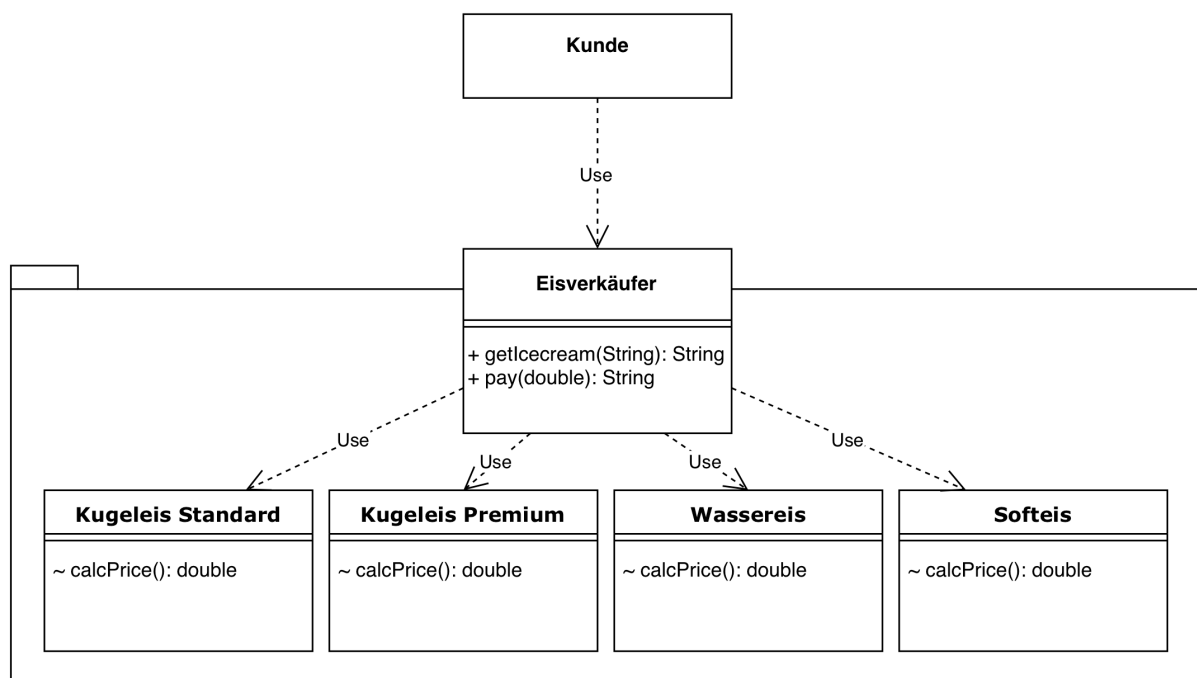 Kunde
Use
Eisverkäufer
+ getIcecream(String): String
+ pay(double): String
Use
Use
Use
Use
Kugeleis Standard
~ calcPrice(): double
Kugeleis Premium
~ calcPrice(): double
Wassereis
~ calcPrice(): double
Softeis
~ calcPrice(): double